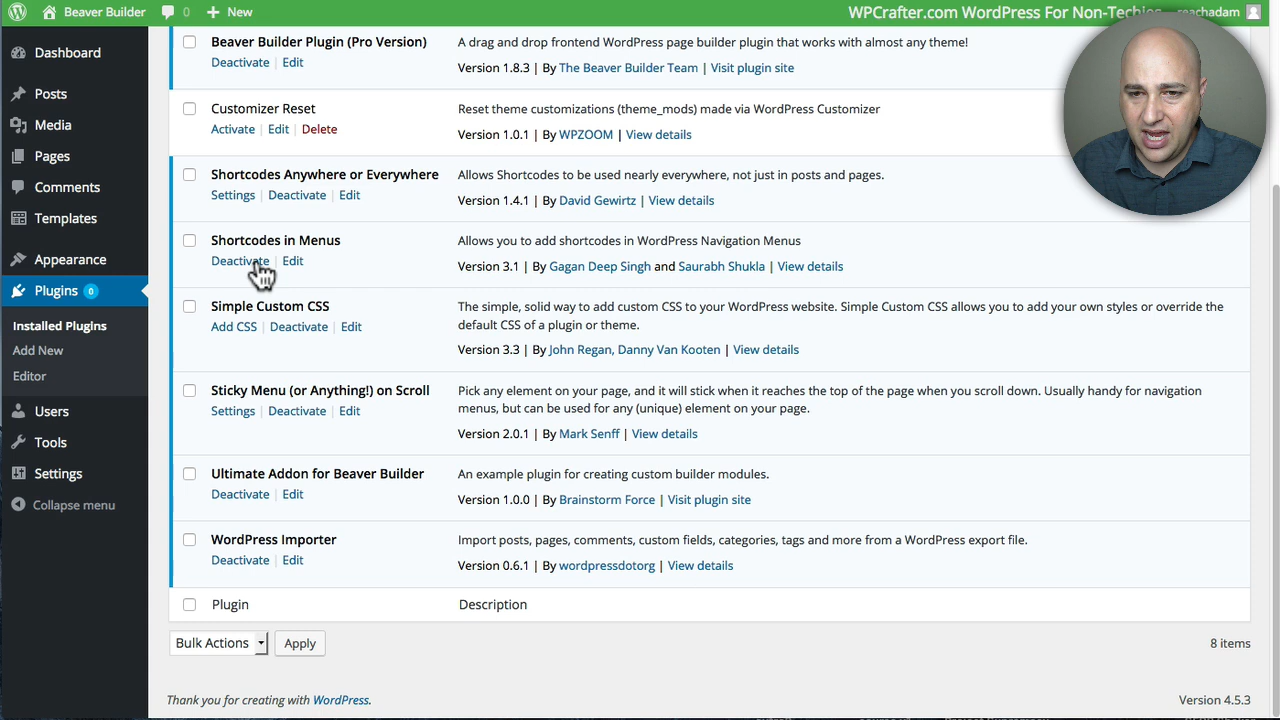 Beaver Builder 0 New
WPCrafter.com WordPress For Non-Techies
Dashboard
Posts
Media
Pages
Comments
Templates
Appearance
Plugins 0
Installed Plugins
Add New
Editor
Users
Tools
Settings
Collapse menu
Beaver Builder Plugin (Pro Version) A drag and drop frontend WordPress page builder plugin that works with almost any theme!
Deactivate | Edit Version 1.8.3 | By The Beaver Builder Team | Visit plugin site
Customizer Reset Reset theme customizations (theme_mods) made via WordPress Customizer
Activate | Edit | Delete Version 1.0.1 | By WPZOOM | View details
Shortcodes Anywhere or Everywhere Allows Shortcodes to be used nearly everywhere, not just in posts and pages.
Settings | Deactivate | Edit Version 1.4.1 | By David Gewirtz | View details
Shortcodes in Menus Allows you to add shortcodes in WordPress Navigation Menus
Deactivate | Edit Version 3.1 | By Gagan Deep Singh and Saurabh Shukla | View details
Simple Custom CSS The simple, solid way to add custom CSS to your WordPress website. Simple Custom CSS allows you to add your own styles or override the
Add CSS | Deactivate | Edit default CSS of a plugin or theme.
Version 3.3 | By John Regan, Danny Van Kooten | View details
Sticky Menu (or Anything!) on Scroll Pick any element on your page, and it will stick when it reaches the top of the page when you scroll down. Usually handy for navigation
Settings | Deactivate | Edit menus, but can be used for any (unique) element on your page.
Version 2.0.1 | By Mark Senff | View details
Ultimate Addon for Beaver Builder An example plugin for creating custom builder modules.
Deactivate | Edit Version 1.0.0 | By Brainstorm Force | Visit plugin site
WordPress Importer Import posts, pages, comments, custom fields, categories, tags and more from a WordPress export file.
Deactivate | Edit Version 0.6.1 | By wordpressdotorg | View details
Plugin Description
Bulk Actions Apply 8 items
Thank you for creating with WordPress. Version 4.5.3